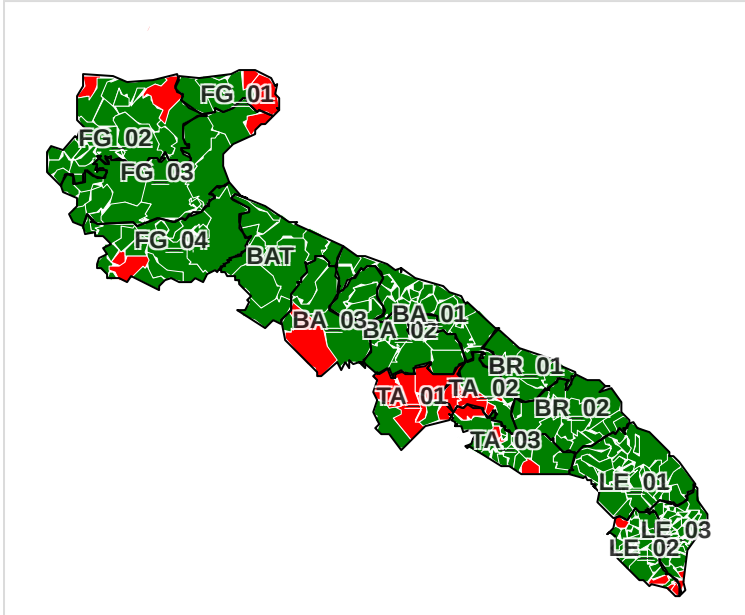 FG_01
FG_02
FG_03
FG_04
BAT
BA_01
BA_03
BA_02
BR_01
TA_02
TA_01
BR_02
TA_03
LE_01
LE_03
LE_02